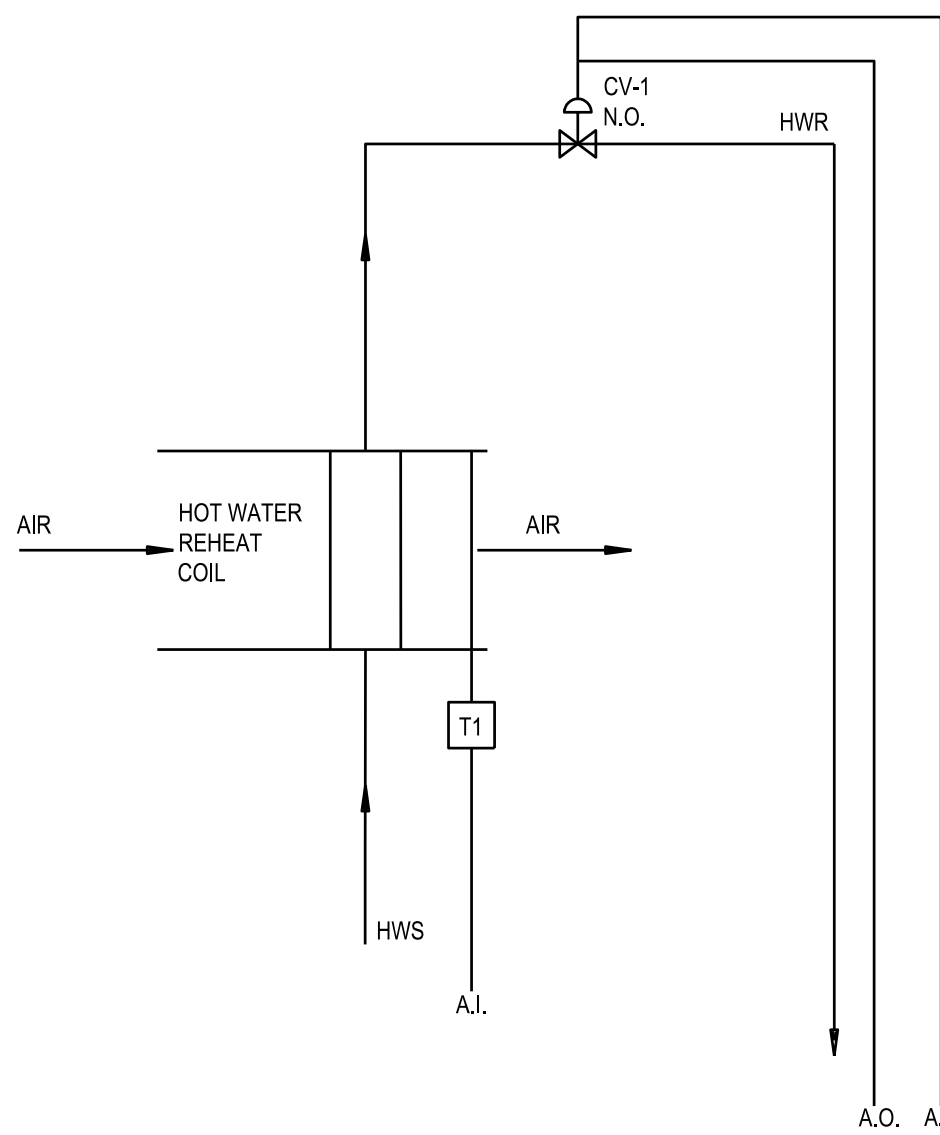 CV-1
N.O.
HWR
HOT WATER
REHEAT
COIL
AIR
AIR
T1
HWS
A.I.
A.O.
A.